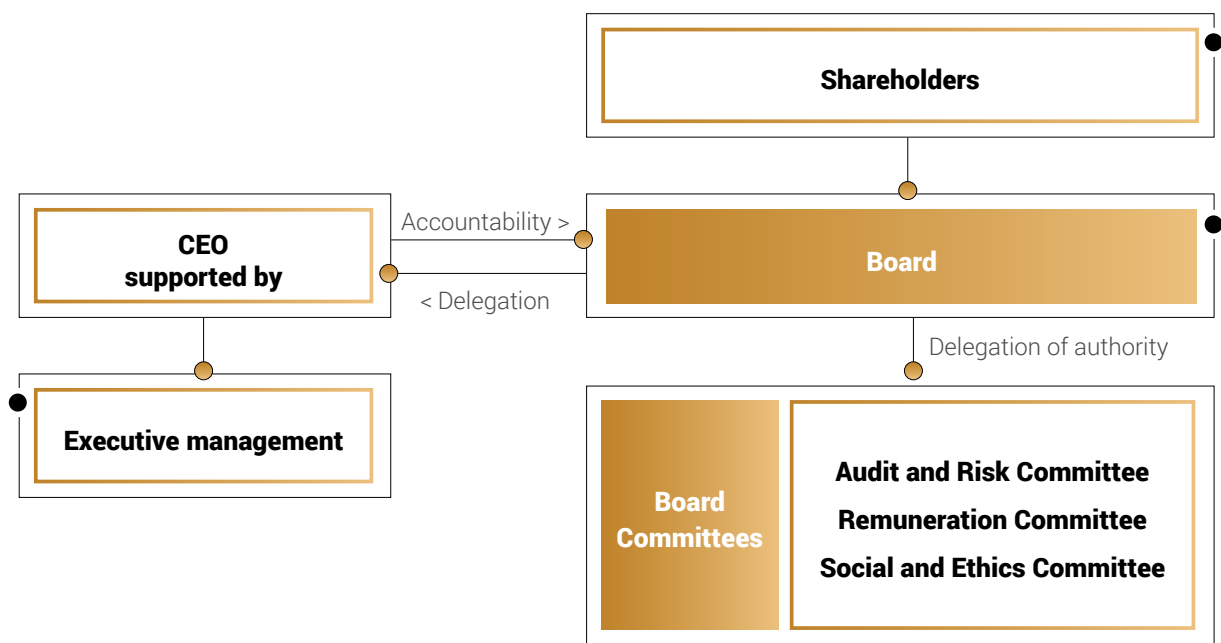 Shareholders
CEO
supported by
Accountability >
< Delegation
Board
Delegation of authority
Executive management
Board
Committees
Audit and Risk Committee
Remuneration Committee
Social and Ethics Committee